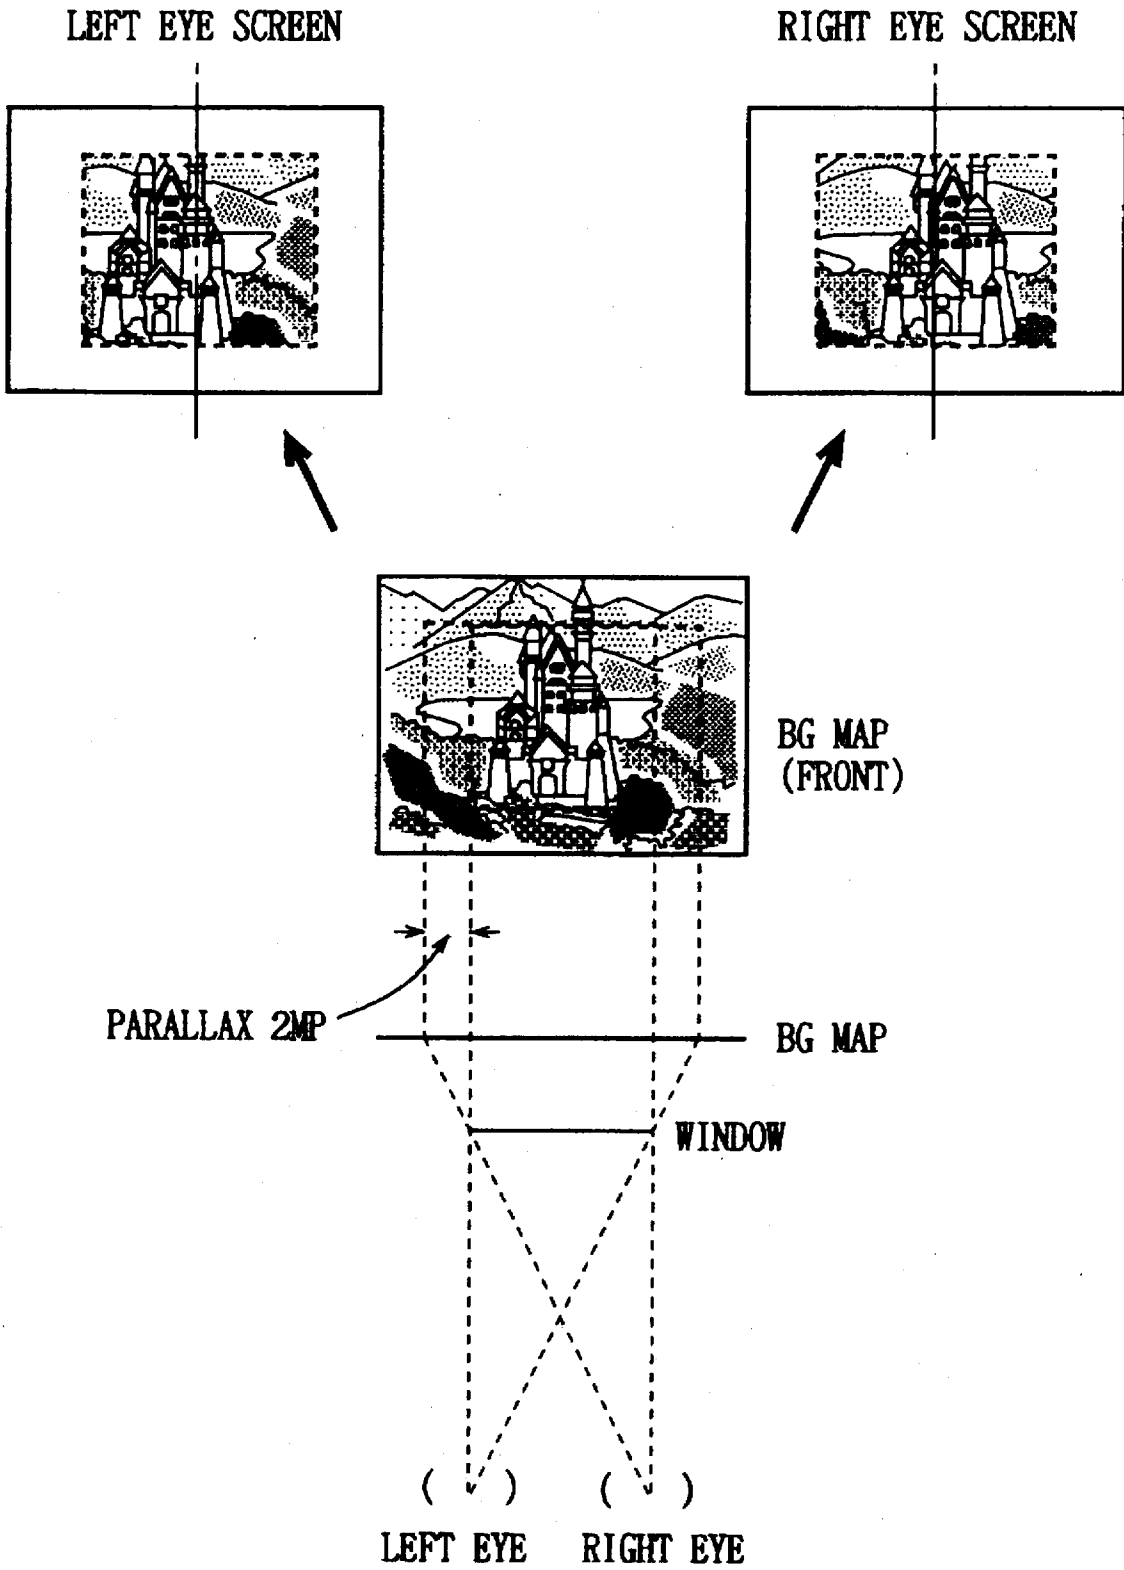 LEFT EYE SCREEN
RIGHT EYE SCREEN
BG MAP
(FRONT)
PARALLAX 2MP
BG MAP
WINDOW
LEFT EYE
RIGHT EYE